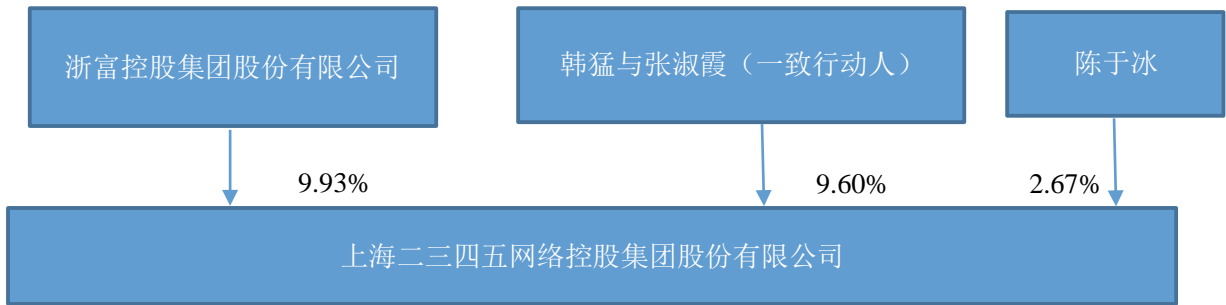 浙富控股集团股份有限公司
韩猛与张淑霞（一致行动人）
陈于冰
9.93%
9.60%
2.67%
上海二三四五网络控股集团股份有限公司